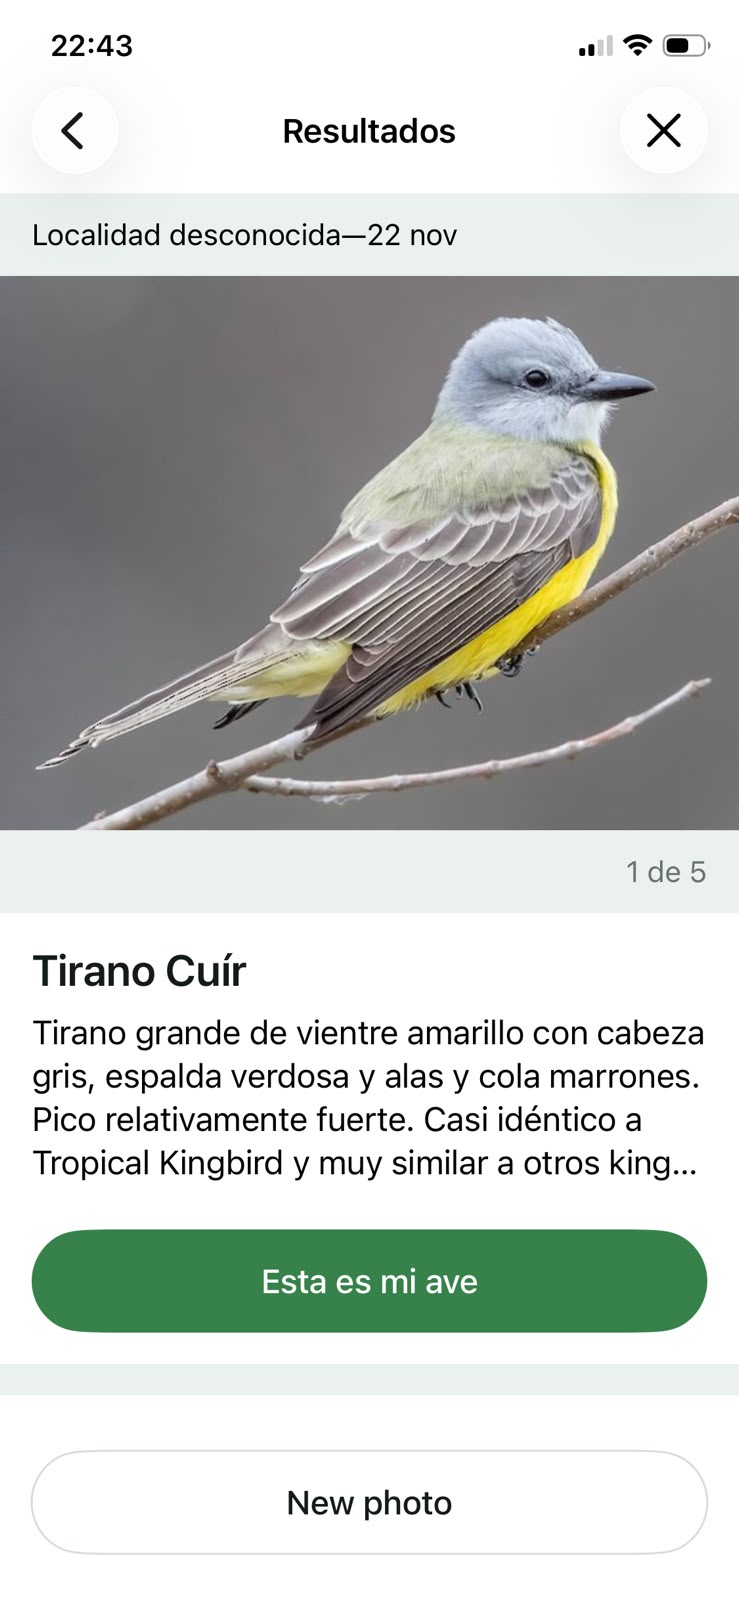 22:43
Resultados
Localidad desconocida—22 nov
1 de 5
Tirano Cuír
Tirano grande de vientre amarillo con cabeza
gris, espalda verdosa y alas y cola marrones.
Pico relativamente fuerte. Casi idéntico a
Tropical Kingbird y muy similar a otros king...
Esta es mi ave
New photo